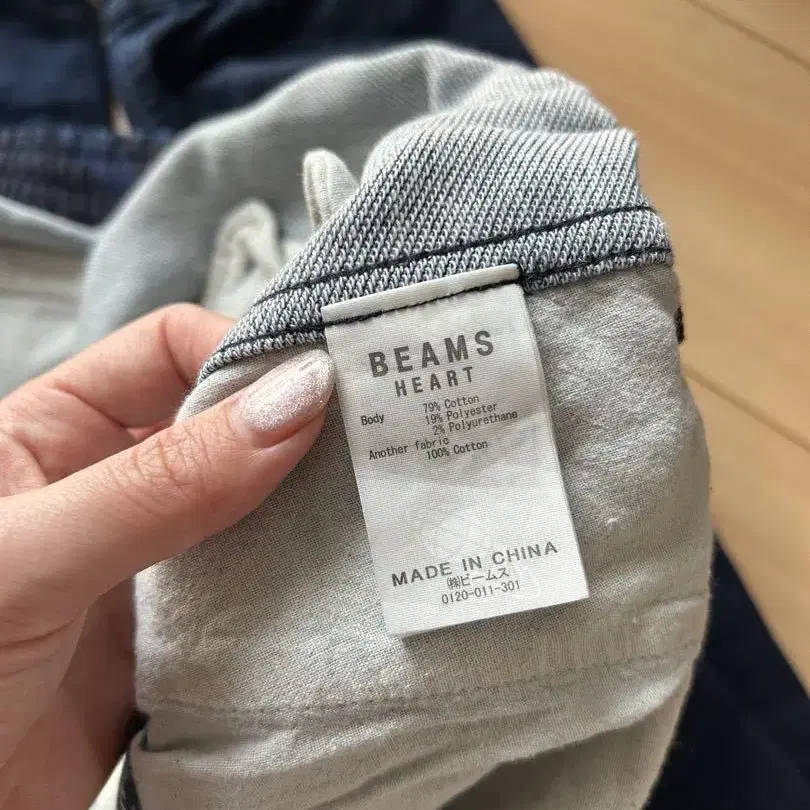 BEAMS
HEART
Body 79% Cotton
19% Polyester
2% Polyurethane
Another fabric
100% Cotton
MADE IN CHINA
㈱ビームス
0120-011-301